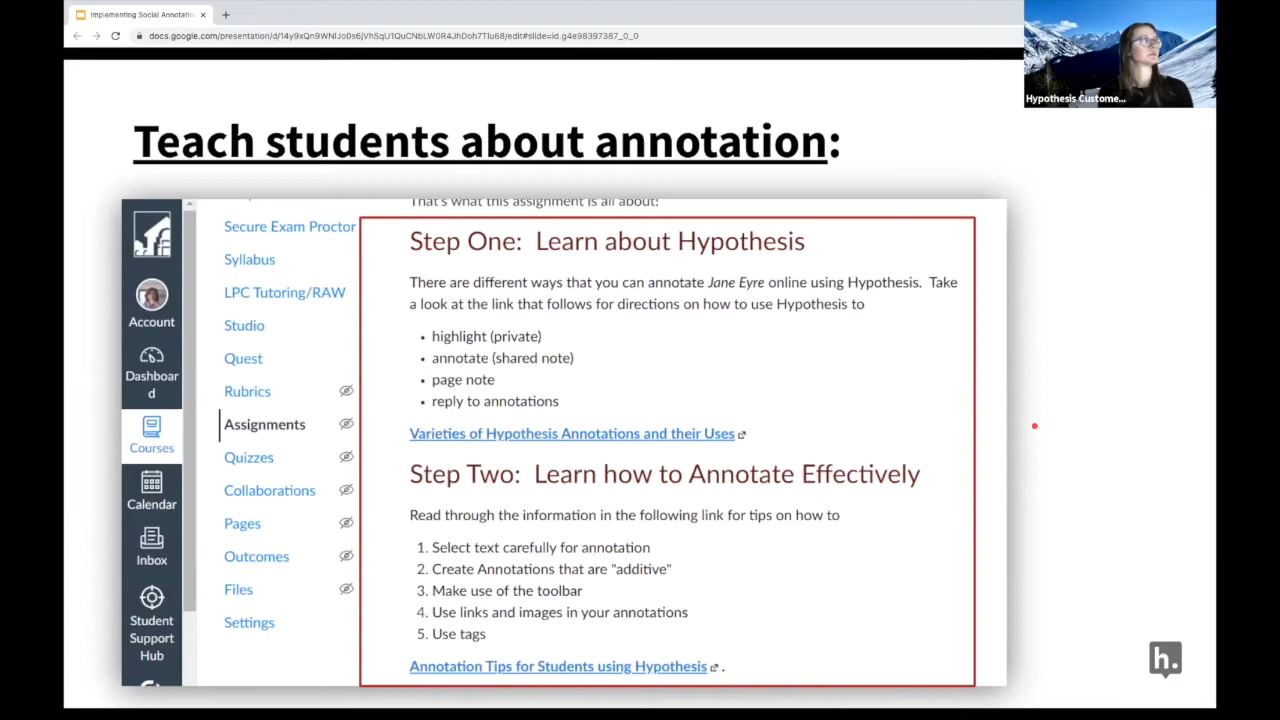 Implementing Social Annotatio
docs.google.com/presentation/d/14y9xQn9WNIJo0s6jVhSqU1QuCNbLW0R4JhDoh7Tlu68/edit#slide=id.g4e98397387_0_0
Hypothesis Custome...
Teach students about annotation:
Account
Dashboar
d
Courses
Calendar
Inbox
Student
Support
Hub
Secure Exam Proctor
Syllabus
LPC Tutoring/RAW
Studio
Quest
Rubrics
Assignments
Quizzes
Collaborations
Pages
Outcomes
Files
Settings
That's what this assignment is all about:
Step One: Learn about Hypothesis
There are different ways that you can annotate Jane Eyre online using Hypothesis. Take
a look at the link that follows for directions on how to use Hypothesis to
• highlight (private)
• annotate (shared note)
• page note
• reply to annotations
Varieties of Hypothesis Annotations and their Uses
Step Two: Learn how to Annotate Effectively
Read through the information in the following link for tips on how to
1. Select text carefully for annotation
2. Create Annotations that are "additive"
3. Make use of the toolbar
4. Use links and images in your annotations
5. Use tags
Annotation Tips for Students using Hypothesis .
h.